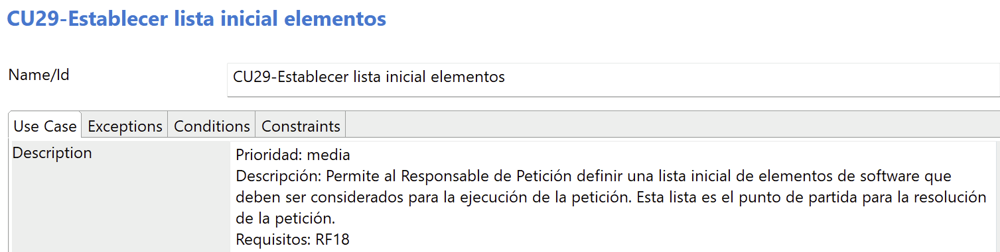 CU29-Establecer lista inicial elementos
Name/Id
CU29-Establecer lista inicial elementos
Use Case Exceptions Conditions Constraints
Description
Prioridad: media
Descripción: Permite al Responsable de Petición definir una lista inicial de elementos de software que
deben ser considerados para la ejecución de la petición. Esta lista es el punto de partida para la resolución
de la petición.
Requisitos: RF18